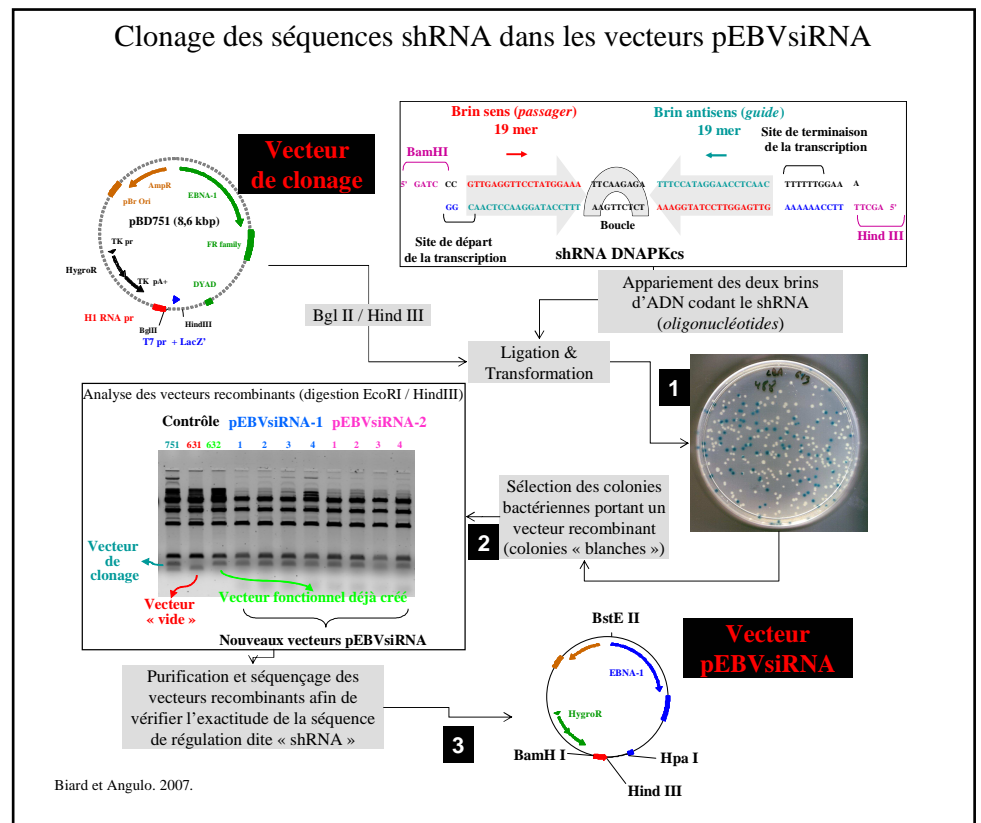 Clonage des séquences shRNA dans les vecteurs pEBVsiRNA
Vecteur
de clonage
AmpR
pBr Ori
EBNA-1
pBD751 (8,6 kbp)
TK pr
FR family
HygroR
TK pA+
DYAD
H1 RNA pr
BglII
HindIII
T7 pr + LacZ'
Brin sens (passager)
19 mer
Brin antisens (guide)
19 mer
Site de terminaison
de la transcription
BamHI
5' GATC CC GTTGAGGTTCCTATGGAAA TTCAAGAGA TTTCCATAGGAACCTCAAC TTTTTTGGAA A
GG CAACTCCAAGGATACCTTT AAGTTCTCT AAAGGTATCCTTGGAGTTG AAAAAACCTT TTCGA 5'
Boucle
Hind III
Site de départ
de la transcription
shRNA DNAPKcs
Appariement des deux brins
d'ADN codant le shRNA
(oligonucléotides)
Bgl II / Hind III
Ligation &
Transformation
1
488
Analyse des vecteurs recombinants (digestion EcoRI / HindIII)
Contrôle pEBVsiRNA-1 pEBVsiRNA-2
751 631 632 1 2 3 4 1 2 3 4
Vecteur
de
clonage
Vecteur
« vide »
Vecteur fonctionnel déjà créé
Nouveaux vecteurs pEBVsiRNA
Sélection des colonies
bactériennes portant un
vecteur recombinant
(colonies « blanches »)
2
Purification et séquençage des
vecteurs recombinants afin de
vérifier l'exactitude de la séquence
de régulation dite « shRNA »
3
BstE II
EBNA-1
HygroR
BamH I
Hpa I
Hind III
Vecteur
pEBVsiRNA
Biard et Angulo. 2007.